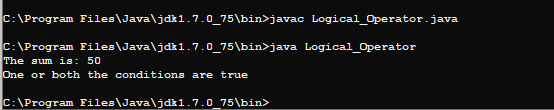 C:\Program Files\Java\jdk1.7.0_75\bin>javac Logical_Operator.java
C:\Program Files\Java\jdk1.7.0_75\bin>java Logical_Operator
The sum is: 50
One or both the conditions are true
C:\Program Files\Java\jdk1.7.0_75\bin>